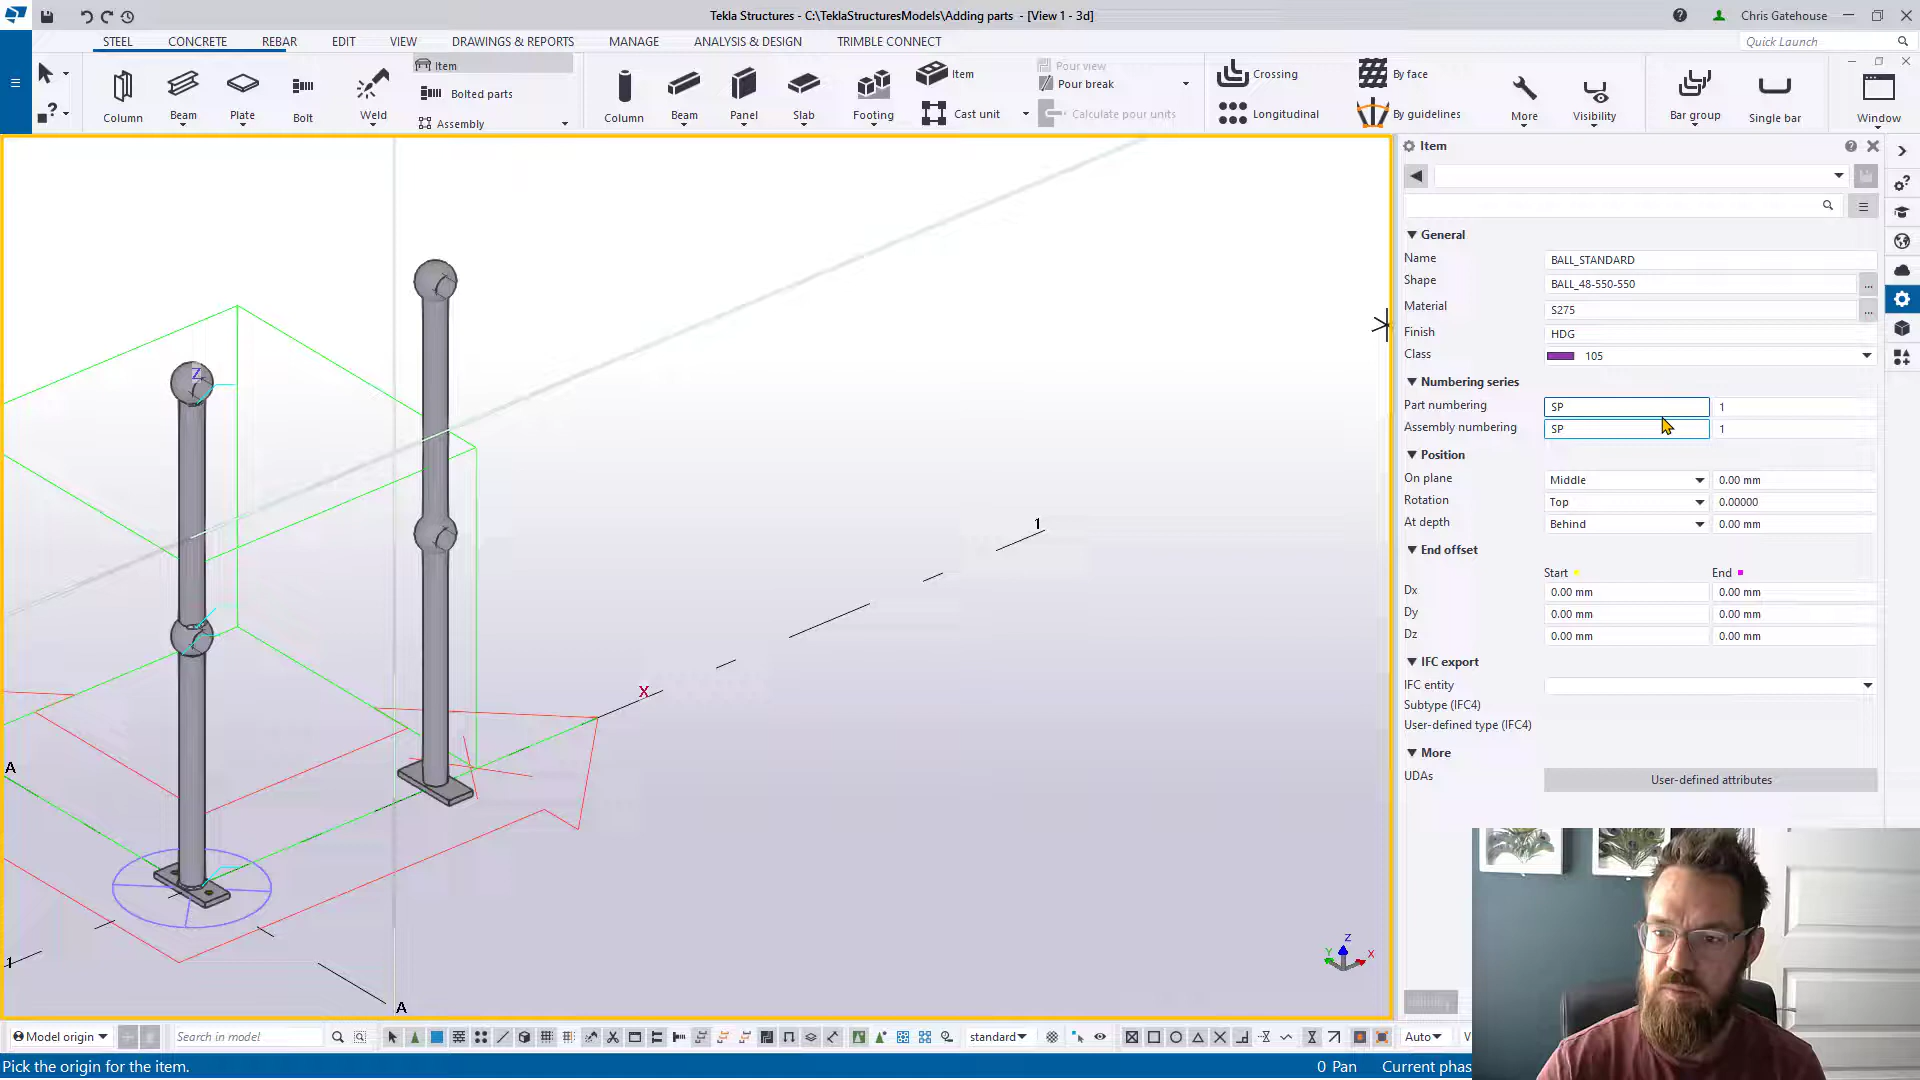 Tekla Structures - C:\TeklaStructuresModels\Adding parts - [View 1 - 3d]
Chris Gatehouse
STEEL CONCRETE REBAR EDIT VIEW DRAWINGS & REPORTS MANAGE ANALYSIS & DESIGN TRIMBLE CONNECT
Quick Launch
Item
Bolted parts
Assembly
Column Beam Plate Bolt Weld
Column Beam Panel Slab Footing
Item
Cast unit
Pour view
Pour break
Calculate pour units
Crossing
Longitudinal
By face
By guidelines
More Visibility Bar group Single bar Window
Item
General
Name BALL_STANDARD
Shape BALL_48-550-550 ...
Material S275 ...
Finish HDG
Class 105
Numbering series
Part numbering SP 1
Assembly numbering SP 1
Position
On plane Middle 0.00 mm
Rotation Top 0.00000
At depth Behind 0.00 mm
End offset
Start End
Dx 0.00 mm 0.00 mm
Dy 0.00 mm 0.00 mm
Dz 0.00 mm 0.00 mm
IFC export
IFC entity
Subtype (IFC4)
User-defined type (IFC4)
More
UDAs User-defined attributes
Z
1
X
A
1
A
Z
Y X
Model origin
Search in model
standard
Auto
V
Pick the origin for the item.
0 Pan Current phas